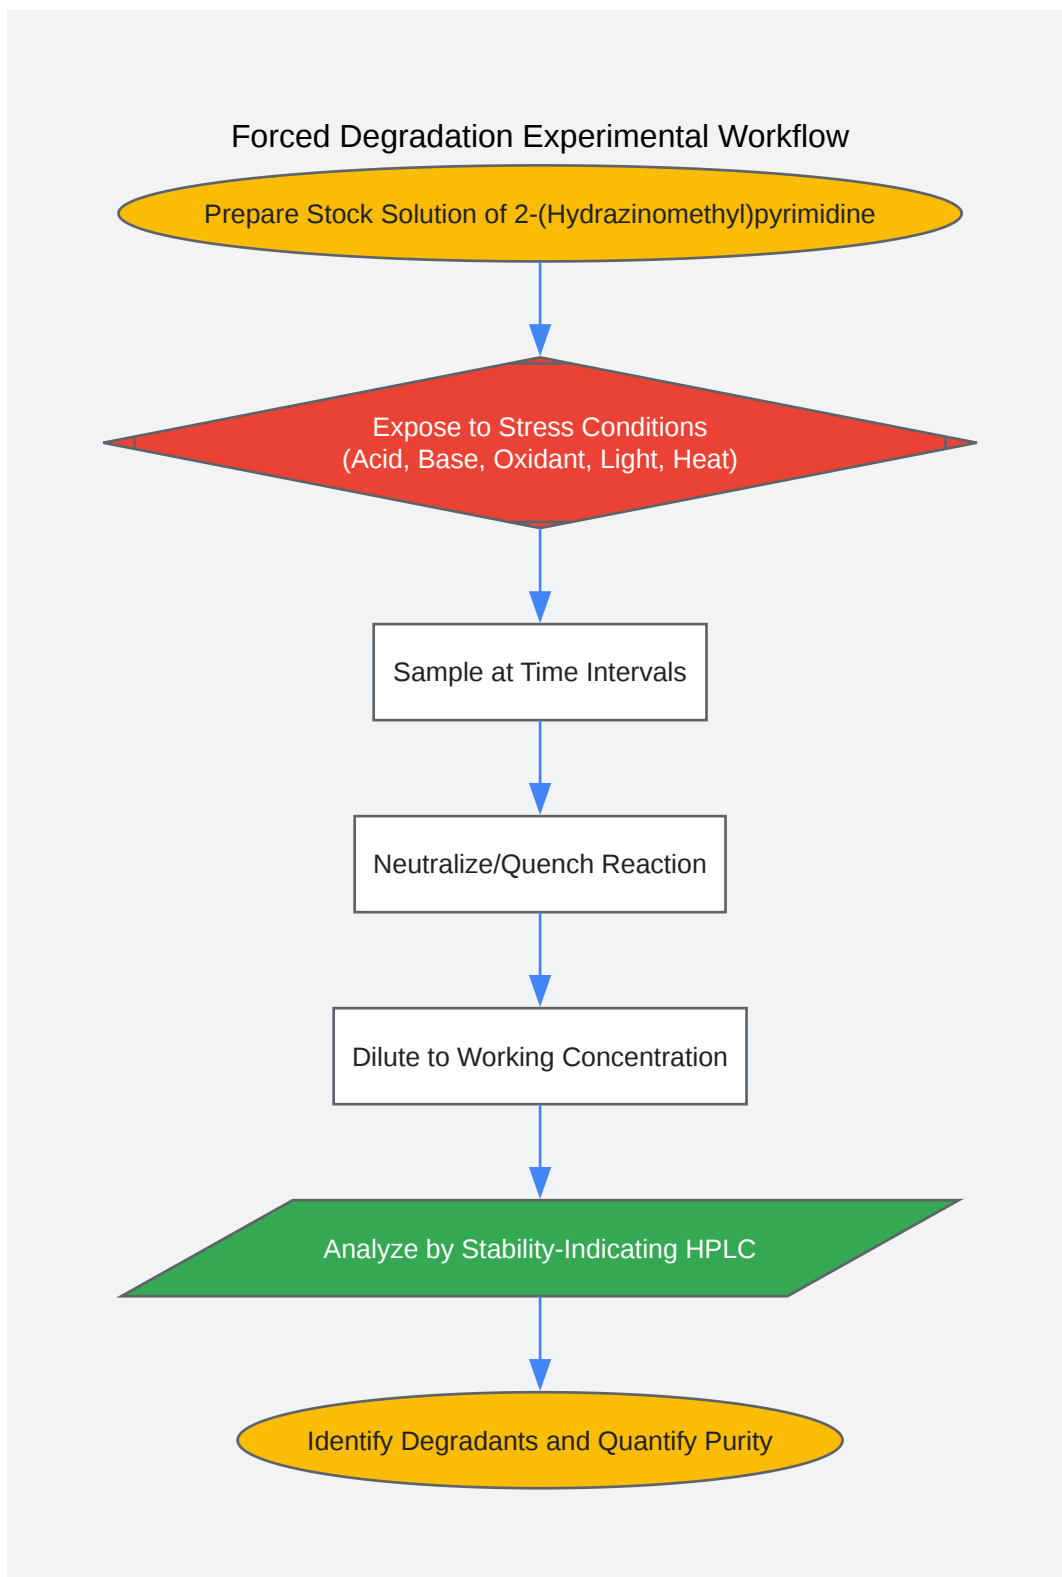 Forced Degradation Experimental Workflow
Prepare Stock Solution of 2-(Hydrazinomethyl)pyrimidine
Expose to Stress Conditions
(Acid, Base, Oxidant, Light, Heat)
Sample at Time Intervals
Neutralize/Quench Reaction
Dilute to Working Concentration
Analyze by Stability-Indicating HPLC
Identify Degradants and Quantify Purity